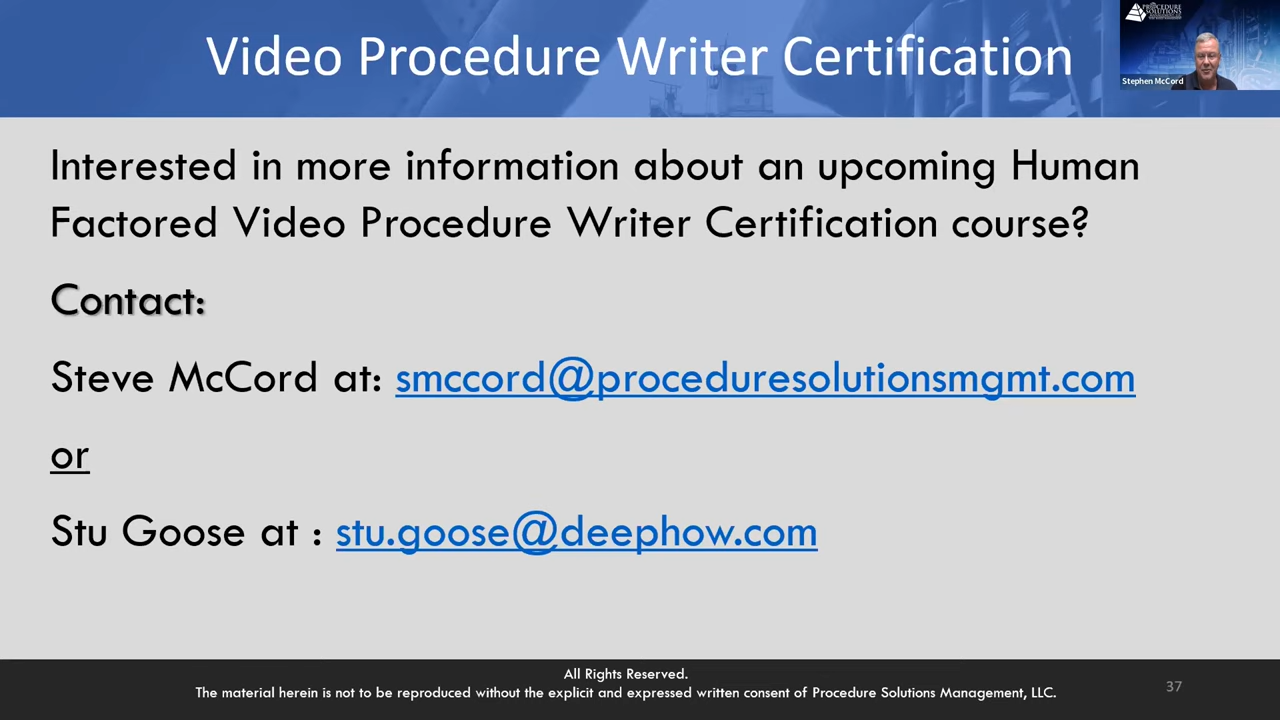 Video Procedure Writer Certification
PROCEDURE
SOLUTIONS
Stephen McCord
Interested in more information about an upcoming Human
Factored Video Procedure Writer Certification course?
Contact:
Steve McCord at: smccord@proceduresolutionsmgmt.com
or
Stu Goose at : stu.goose@deephow.com
All Rights Reserved.
The material herein is not to be reproduced without the explicit and expressed written consent of Procedure Solutions Management, LLC.
37